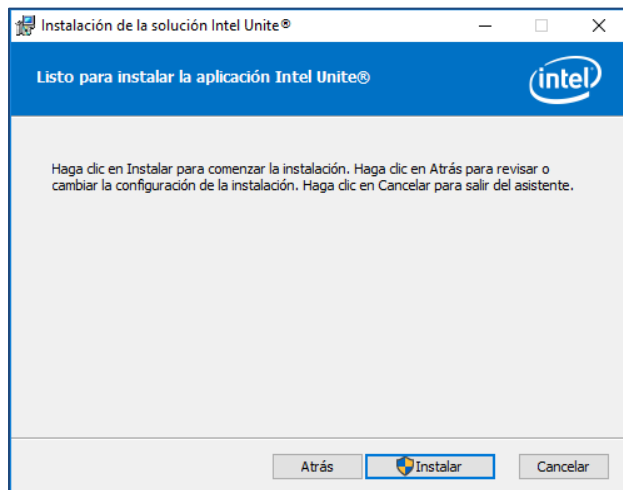 Instalación de la solución Intel Unite®
Listo para instalar la aplicación Intel Unite®
intel
Haga clic en Instalar para comenzar la instalación. Haga clic en Atrás para revisar o
cambiar la configuración de la instalación. Haga clic en Cancelar para salir del asistente.
Atrás
Instalar
Cancelar